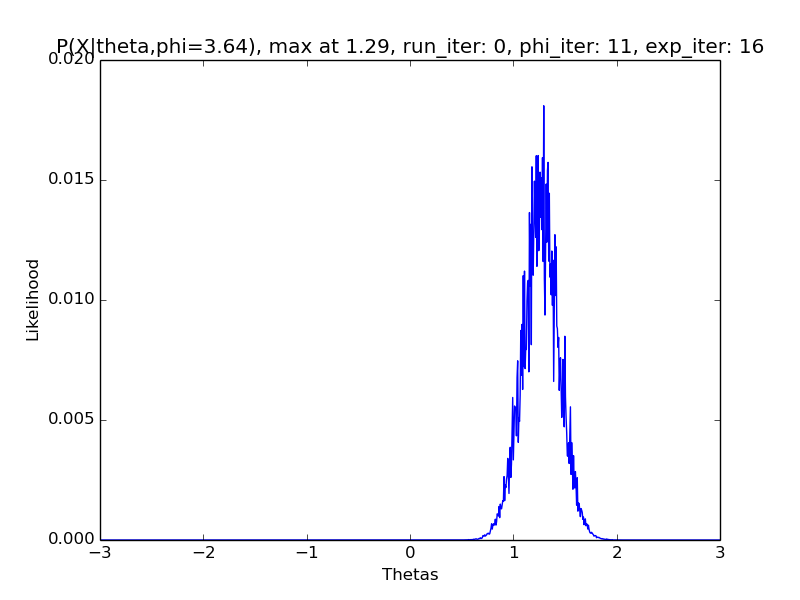 P(X|theta,phi=3.64), max at 1.29, run_iter: 0, phi_iter: 11, exp_iter: 16
0.020
0.015
0.010
0.005
0.000
Likelihood
−3 −2 −1 0 1 2 3
Thetas